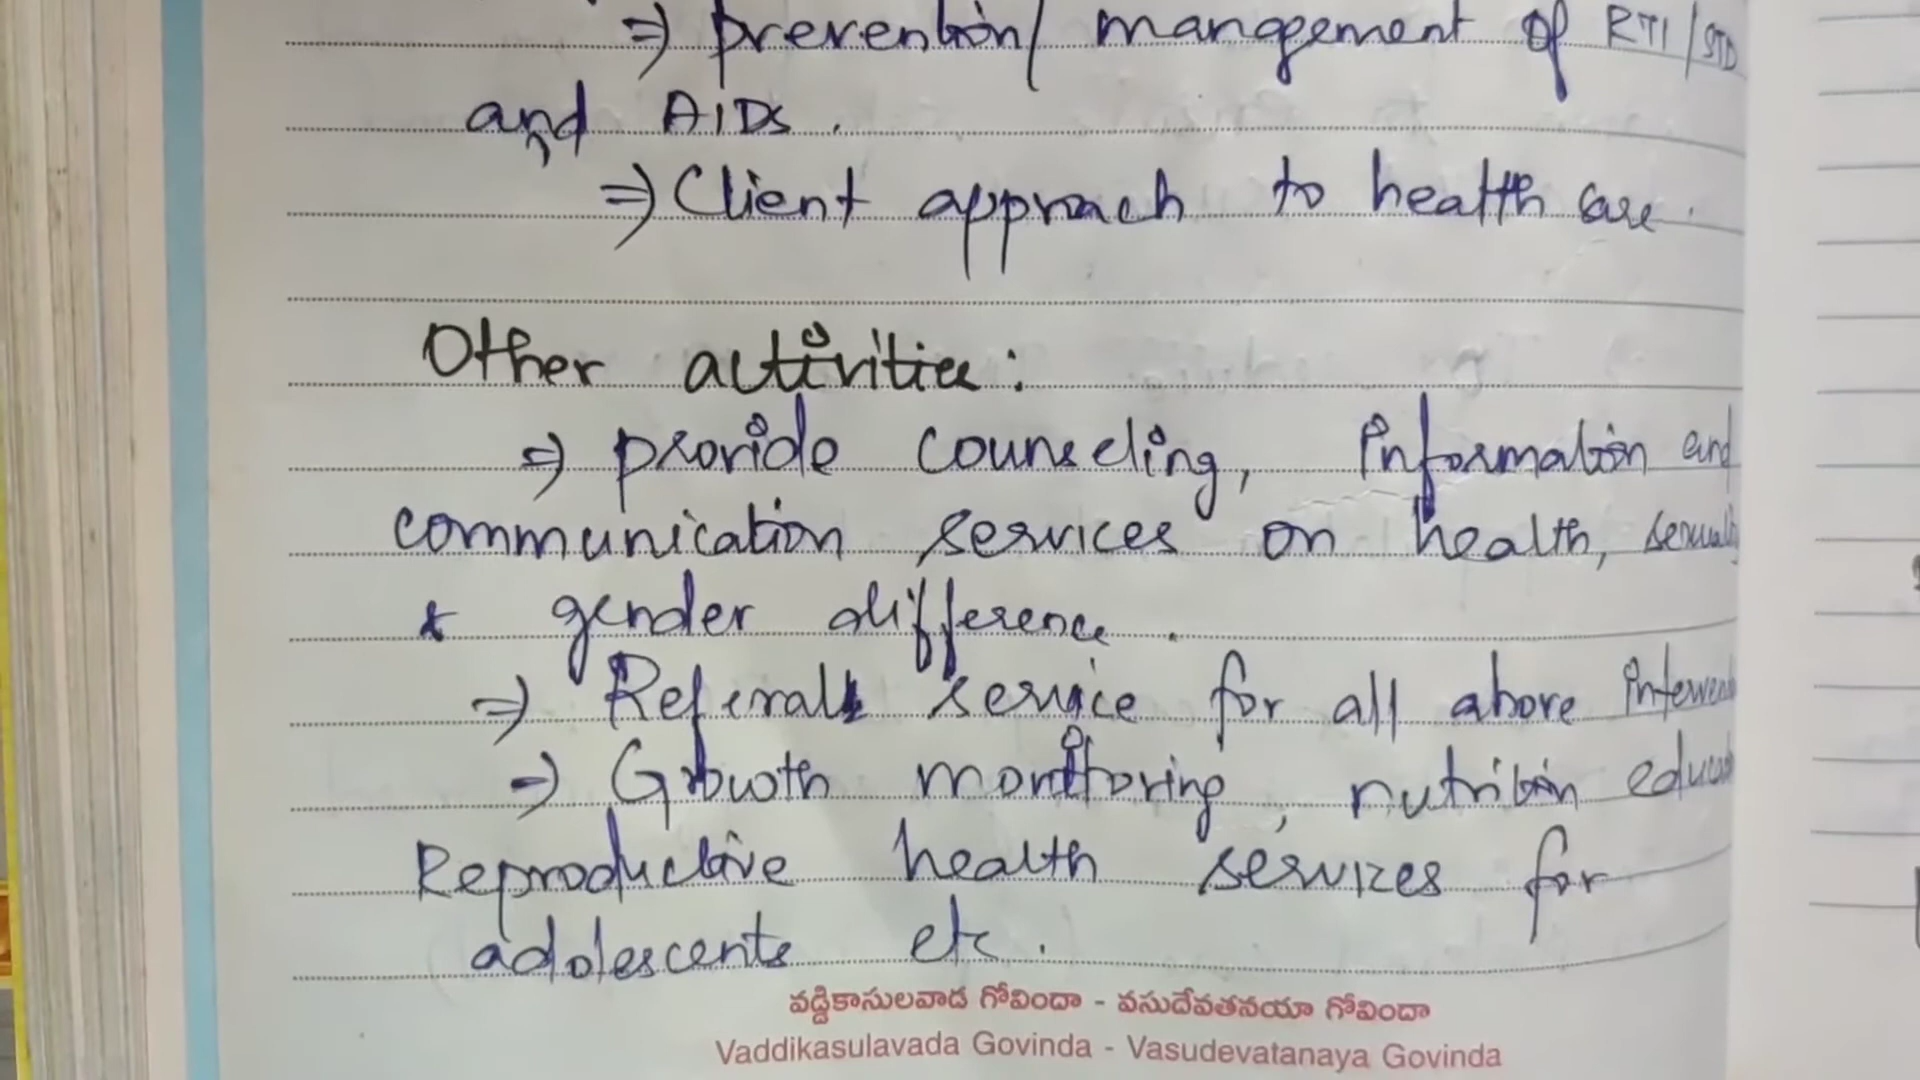 ⇒ prevention/ management of RTI/STD
and AIDs.
⇒ Client approach to health care.
Other activities:
⇒ provide counseling, information and
communication services on health,
& gender difference.
⇒ Referral service for all above
⇒ Growth monitoring, nutrition
Reproductive health services for
adolescents etc.
వడ్డికాసులవాడ గోవిందా - వసుదేవతనయా గోవిందా
Vaddikasulavada Govinda - Vasudevatanaya Govinda